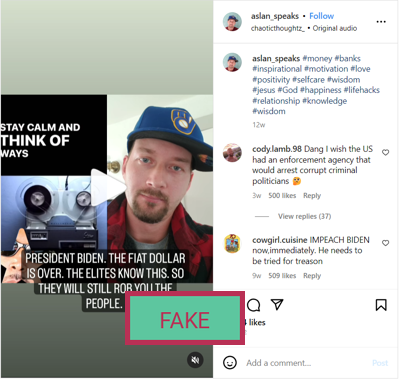 aslan_speaks • Follow
chaoticthoughtz_ • Original audio
STAY CALM AND
THINK OF
WAYS
PRESIDENT BIDEN. THE FIAT DOLLAR
IS OVER. THE ELITES KNOW THIS. SO
THEY WILL STILL ROB YOU THE
PEOPLE.
FAKE
aslan_speaks #money #banks
#inspirational #motivation #love
#positivity #selfcare #wisdom
#jesus #God #happiness #lifehacks
#relationship #knowledge
#wisdom
12w
cody.lamb.98 Dang I wish the US
had an enforcement agency that
would arrest corrupt criminal
politicians 🤔
3w 500 likes Reply
View replies (37)
cowgirl.cuisine IMPEACH BIDEN
now,immediately. He needs to
be tried for treason
9w 509 likes Reply
likes
Add a comment...
Post